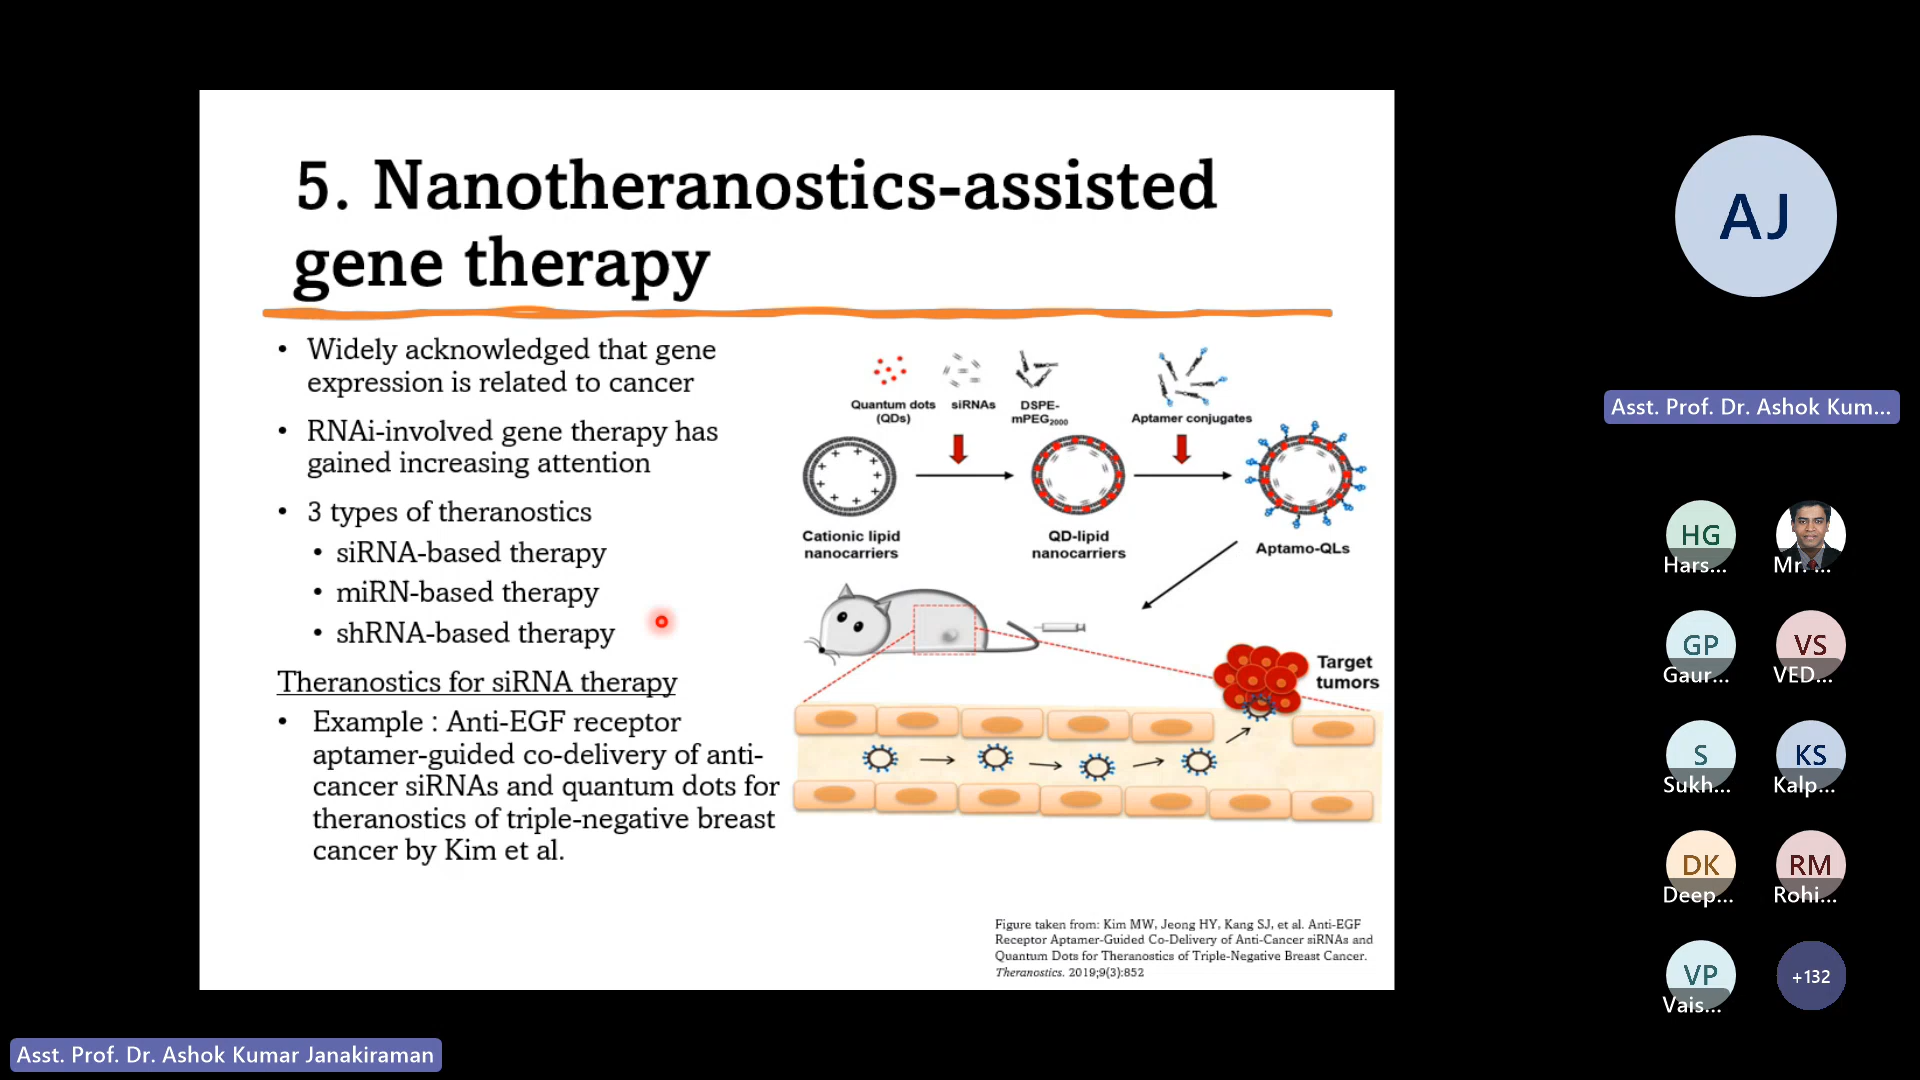 5. Nanotheranostics-assisted
gene therapy
• Widely acknowledged that gene
expression is related to cancer
• RNAi-involved gene therapy has
gained increasing attention
• 3 types of theranostics
• siRNA-based therapy
• miRN-based therapy
• shRNA-based therapy
Theranostics for siRNA therapy
• Example : Anti-EGF receptor
aptamer-guided co-delivery of anti-
cancer siRNAs and quantum dots for
theranostics of triple-negative breast
cancer by Kim et al.
Quantum dots
(QDs)
siRNAs
DSPE-
mPEG2000
Aptamer conjugates
Cationic lipid
nanocarriers
QD-lipid
nanocarriers
Aptamo-QLs
Target
tumors
Figure taken from: Kim MW, Jeong HY, Kang SJ, et al. Anti-EGF
Receptor Aptamer-Guided Co-Delivery of Anti-Cancer siRNAs and
Quantum Dots for Theranostics of Triple-Negative Breast Cancer.
Theranostics. 2019;9(3):852
AJ
Asst. Prof. Dr. Ashok Kum...
HG
Hars...
Mr. ...
GP
Gaur...
VS
VED...
S
Sukh...
KS
Kalp...
DK
Deep...
RM
Rohi...
VP
Vais...
+132
Asst. Prof. Dr. Ashok Kumar Janakiraman